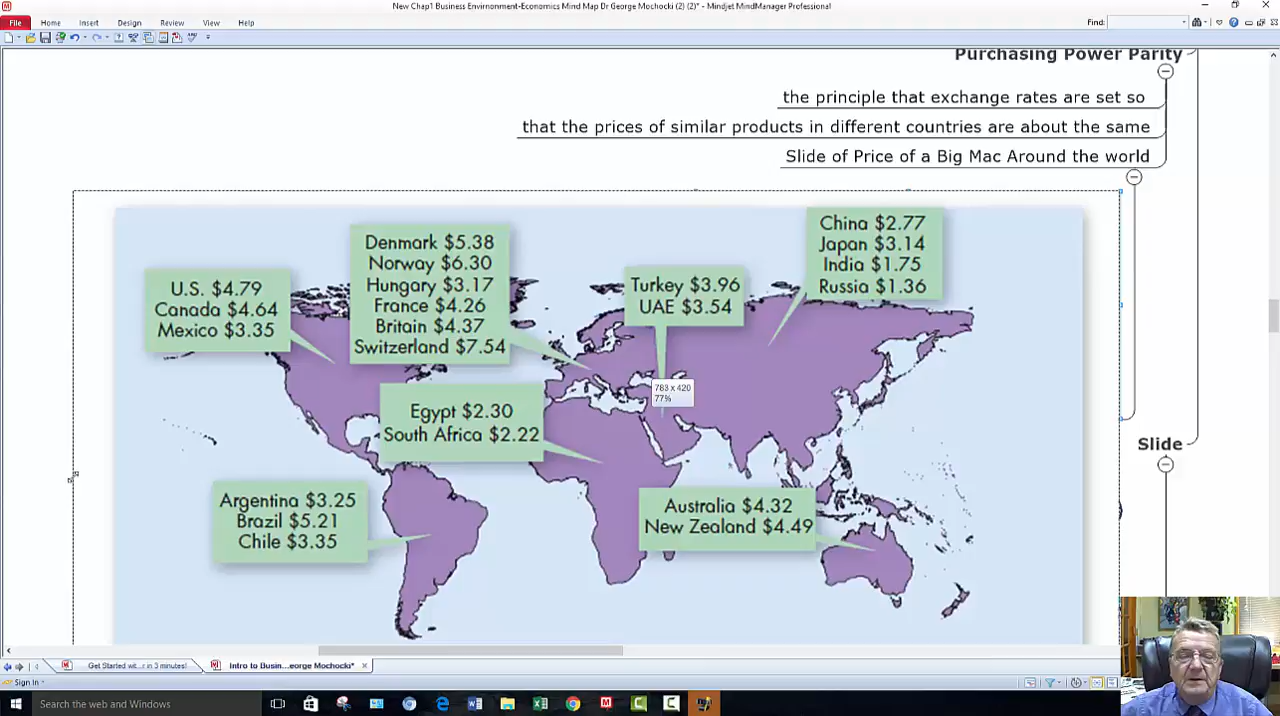 New Chap1 Business Envirronment-Economics Mind Map Dr George Mochocki (2) (2)* - Mindjet MindManager Professional
File Home Insert Design Review View Help
Find:
Purchasing Power Parity
the principle that exchange rates are set so
that the prices of similar products in different countries are about the same
Slide of Price of a Big Mac Around the world
U.S. $4.79
Canada $4.64
Mexico $3.35
Denmark $5.38
Norway $6.30
Hungary $3.17
France $4.26
Britain $4.37
Switzerland $7.54
Turkey $3.96
UAE $3.54
China $2.77
Japan $3.14
India $1.75
Russia $1.36
783 x 420
77%
Egypt $2.30
South Africa $2.22
Slide
Argentina $3.25
Brazil $5.21
Chile $3.35
Australia $4.32
New Zealand $4.49
Get Started wit...r in 3 minutes!
Intro to Busin...eorge Mochocki*
Sign In
Search the web and Windows